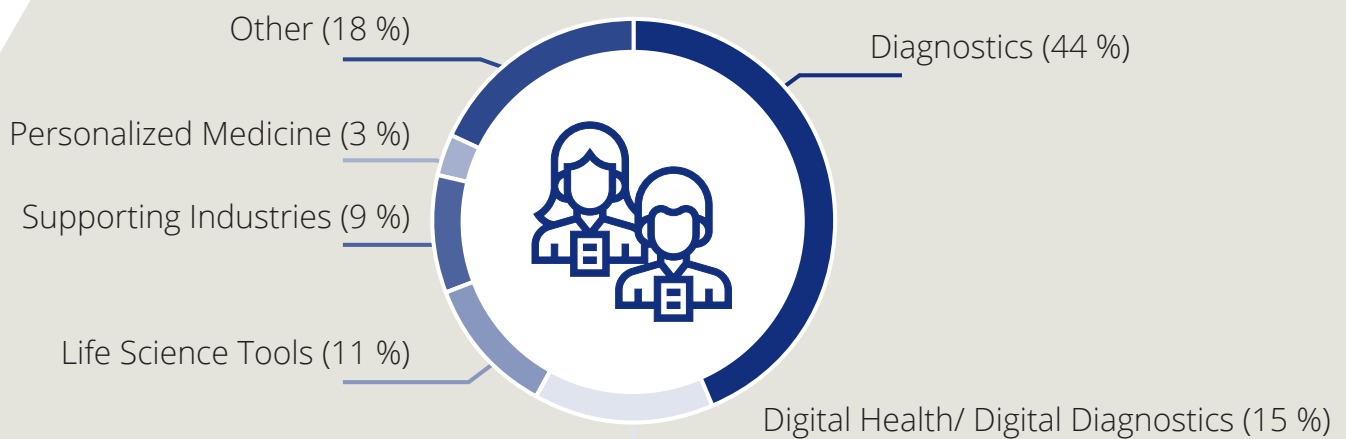 Other (18 %)
Diagnostics (44 %)
Personalized Medicine (3 %)
Supporting Industries (9 %)
Life Science Tools (11 %)
Digital Health/ Digital Diagnostics (15 %)